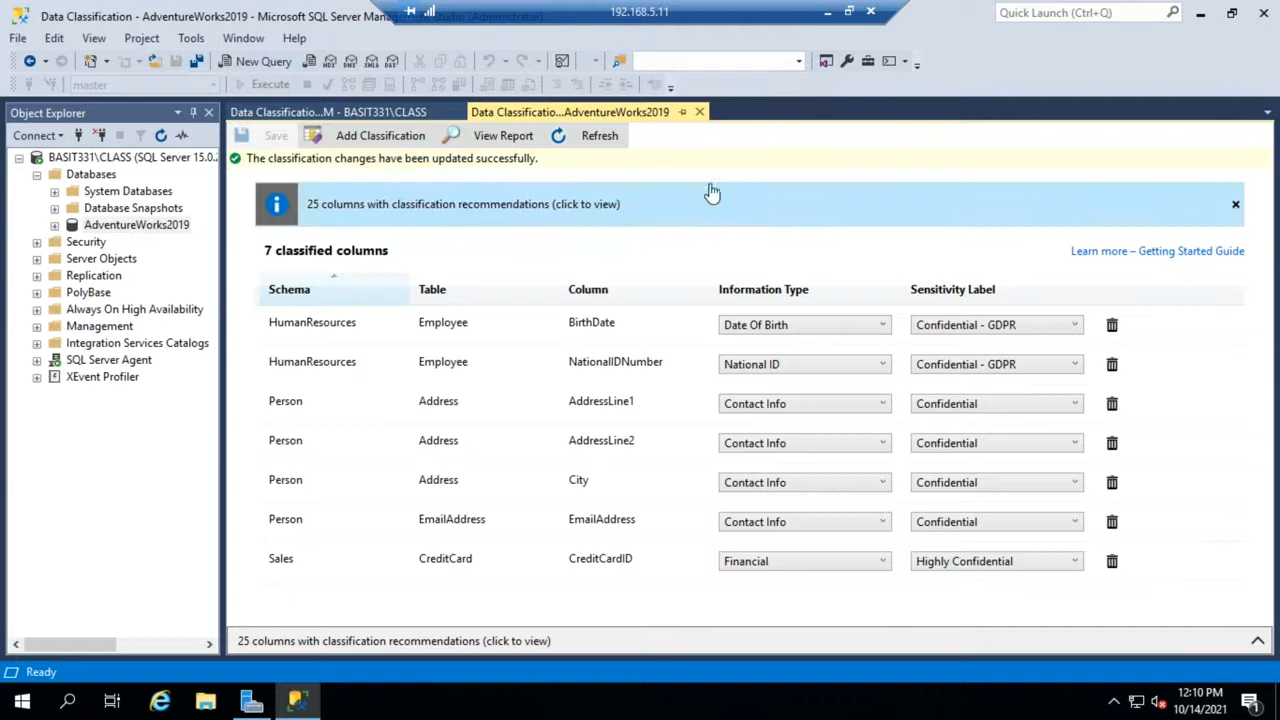 Data Classification - AdventureWorks2019 - Microsoft SQL Server Mana
192.168.5.11
Quick Launch (Ctrl+Q)
File Edit View Project Tools Window Help
New Query
MDX DMX XMLA DAX
master
Execute
Object Explorer
Data Classificatio...M - BASIT331\CLASS
Data Classificatio...AdventureWorks2019
Connect
Save
Add Classification
View Report
Refresh
BASIT331\CLASS (SQL Server 15.0.2
The classification changes have been updated successfully.
Databases
System Databases
Database Snapshots
AdventureWorks2019
Security
Server Objects
Replication
PolyBase
Always On High Availability
Management
Integration Services Catalogs
SQL Server Agent
XEvent Profiler
25 columns with classification recommendations (click to view)
7 classified columns
Learn more – Getting Started Guide
Schema Table Column Information Type Sensitivity Label
HumanResources Employee BirthDate Date Of Birth Confidential - GDPR
HumanResources Employee NationalIDNumber National ID Confidential - GDPR
Person Address AddressLine1 Contact Info Confidential
Person Address AddressLine2 Contact Info Confidential
Person Address City Contact Info Confidential
Person EmailAddress EmailAddress Contact Info Confidential
Sales CreditCard CreditCardID Financial Highly Confidential
25 columns with classification recommendations (click to view)
Ready
12:10 PM
10/14/2021
1